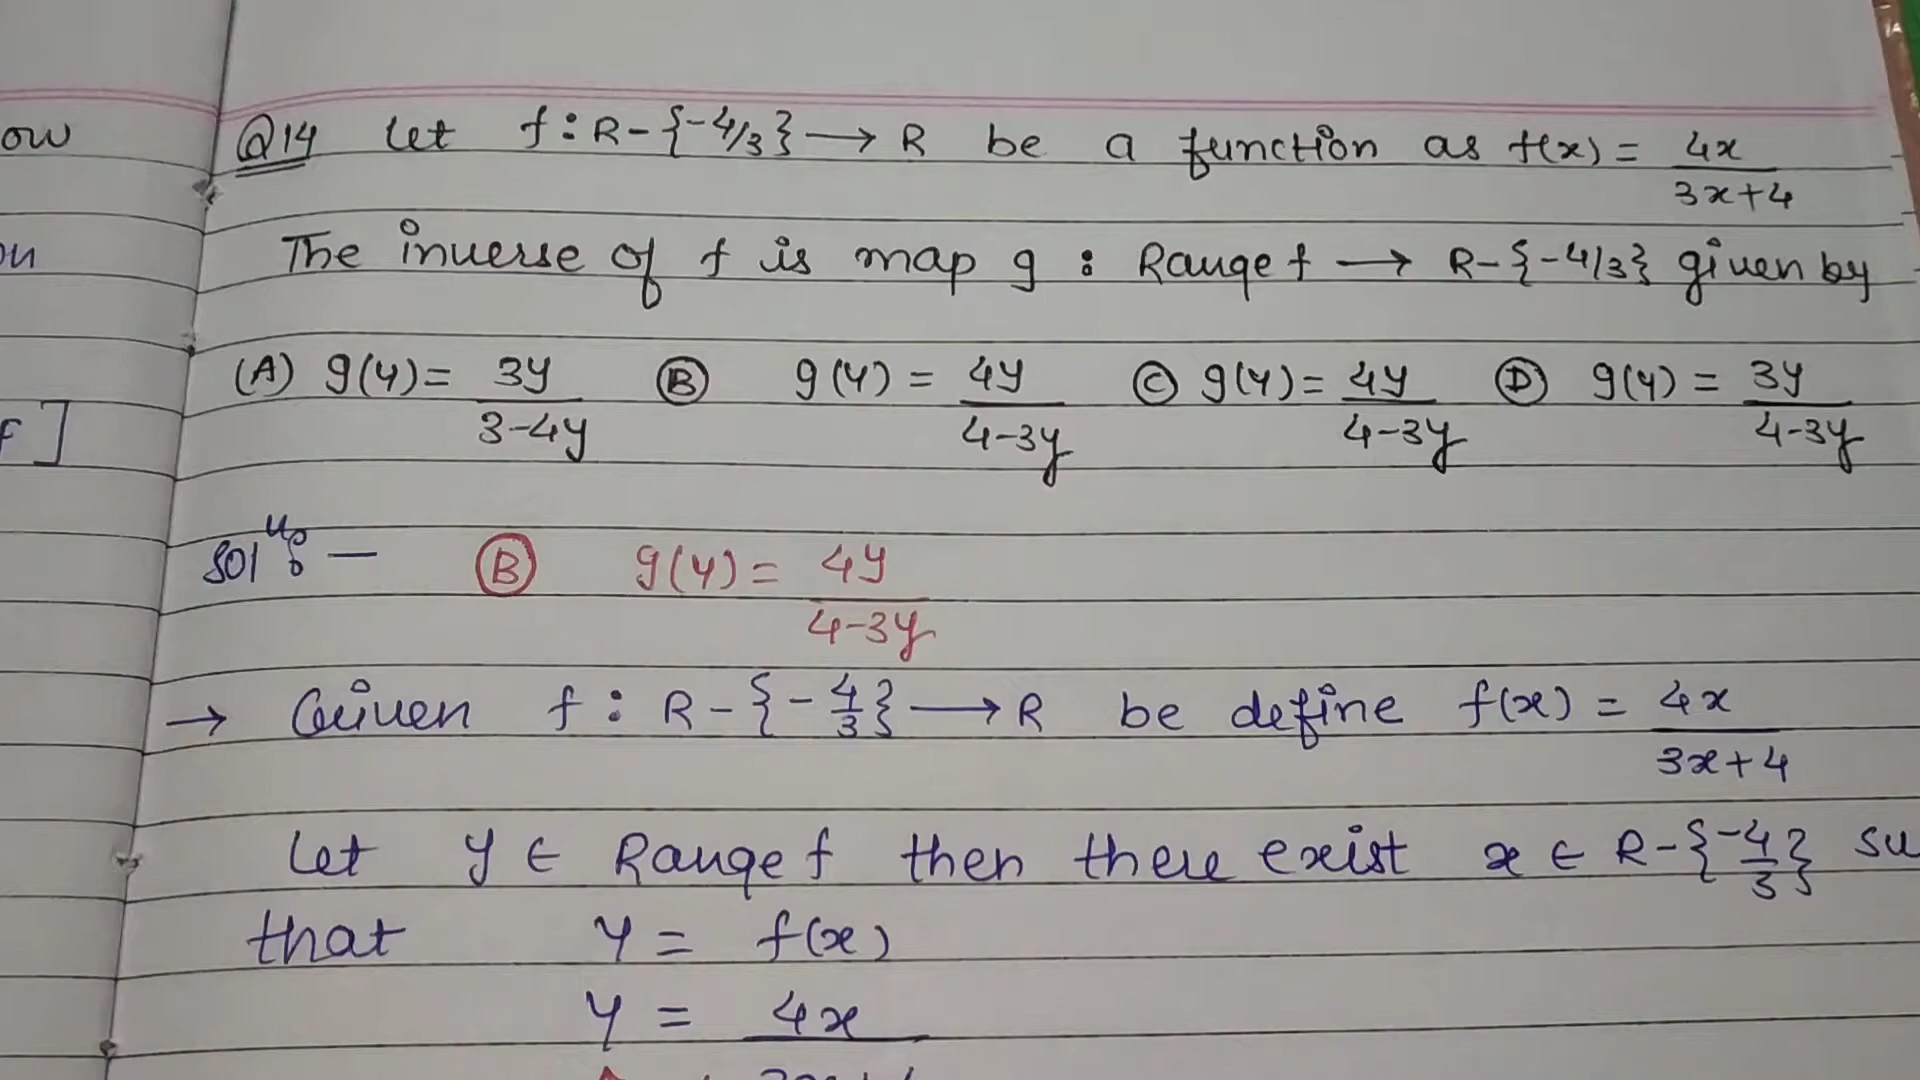 ow
Q14 Let f : R - {-4/3} → R be a function as f(x) = 4x / 3x+4
The inverse of f is map g : Range f → R - {-4/3} given by
(A) g(y) = 3y / 3-4y (B) g(y) = 4y / 4-3y (C) g(y) = 4y / 4-3y (D) g(y) = 3y / 4-3y
f ]
Solⁿ: — (B) g(y) = 4y / 4-3y
→ Given f : R - {-4/3} → R be define f(x) = 4x / 3x+4
Let y ∈ Range f then there exist x ∈ R - {-4/3} su
that y = f(x)
y = 4x